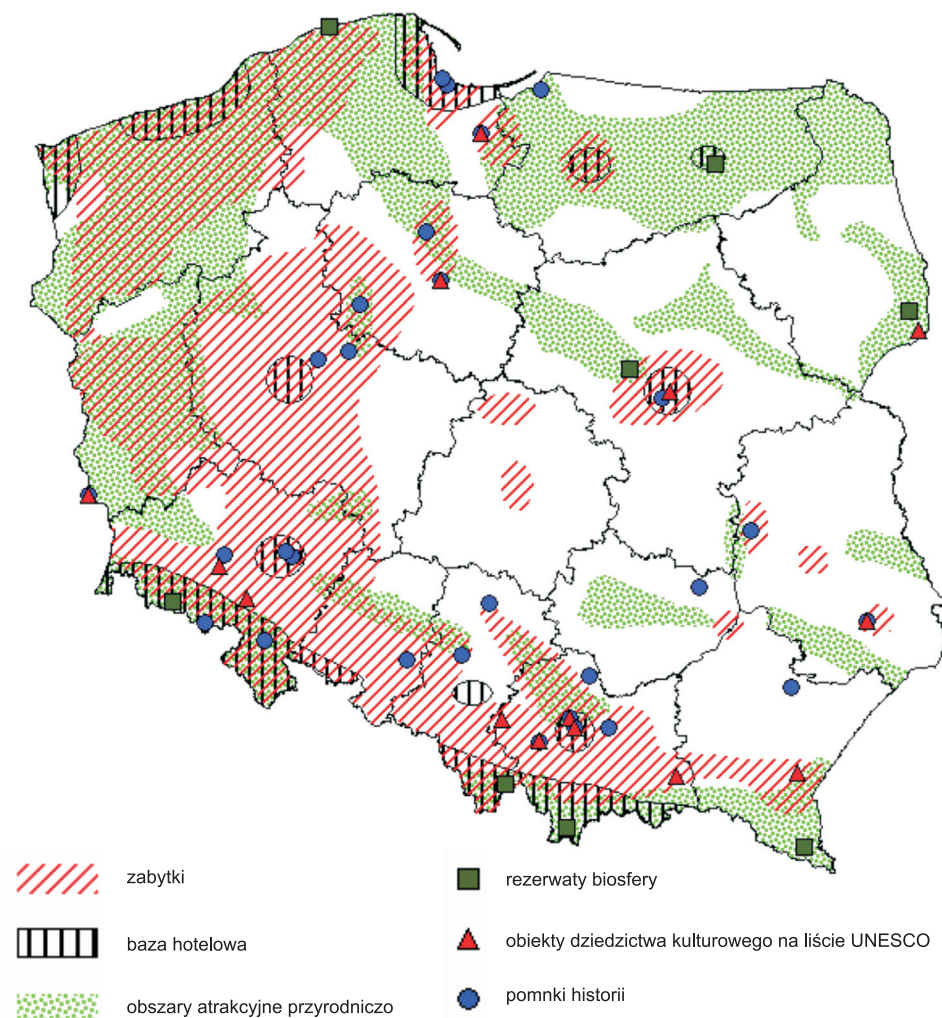 zabytki
baza hotelowa
obszary atrakcyjne przyrodniczo
rezerwaty biosfery
obiekty dziedzictwa kulturowego na liście UNESCO
pomnki historii